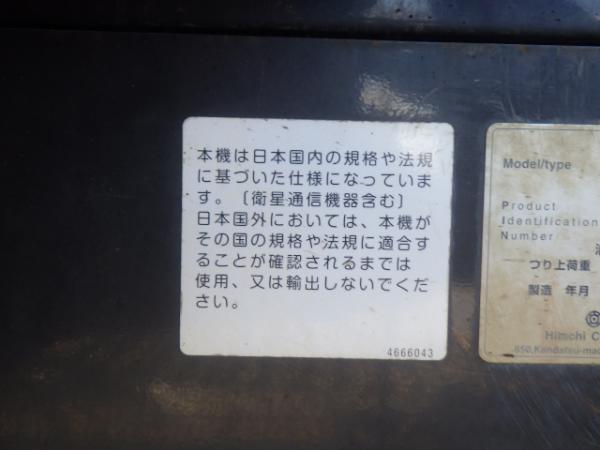 本機は日本国内の規格や法規
に基づいた仕様になっていま
す。〔衛星通信機器含む〕
日本国外においては、本機が
その国の規格や法規に適合す
ることが確認されるまでは
使用、又は輸出しないでくだ
さい。
4666043
Model/type
Product
Identification
Number
つり上荷重
製造 年月
Hitachi C
650,Kandatsu-mac